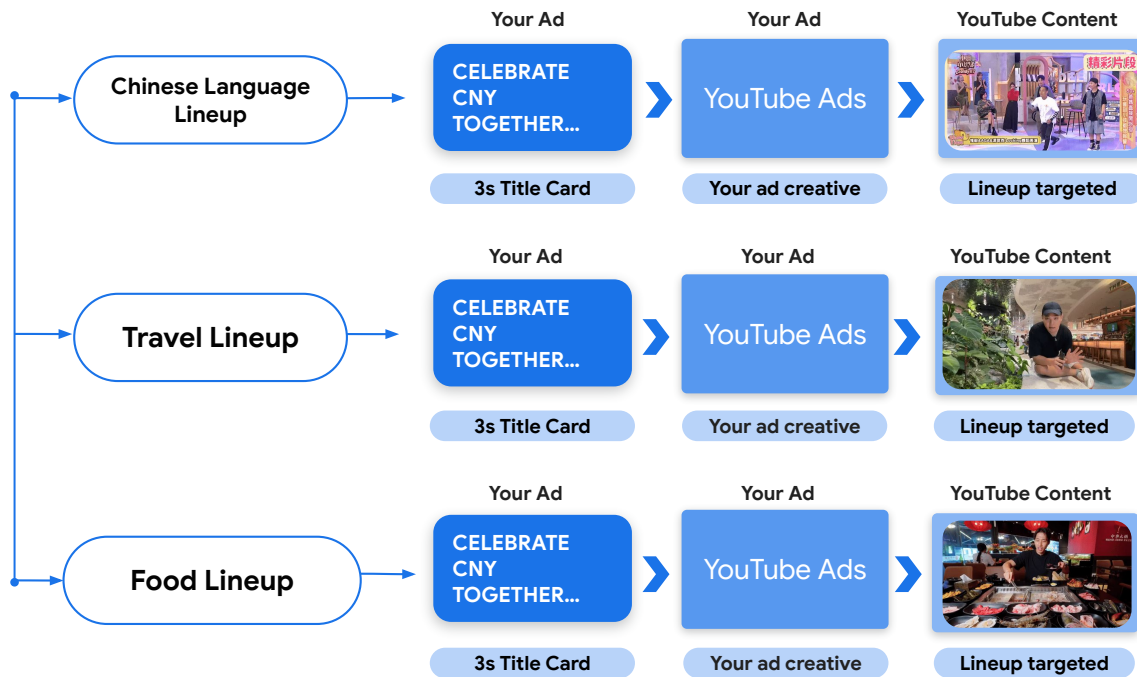 Your Ad
Your Ad
YouTube Content
Chinese Language
Lineup
CELEBRATE
CNY
TOGETHER...
YouTube Ads
精彩片段
3s Title Card
Your ad creative
Lineup targeted
Your Ad
Your Ad
YouTube Content
Travel Lineup
CELEBRATE
CNY
TOGETHER...
YouTube Ads
3s Title Card
Your ad creative
Lineup targeted
Your Ad
Your Ad
YouTube Content
Food Lineup
CELEBRATE
CNY
TOGETHER...
YouTube Ads
3s Title Card
Your ad creative
Lineup targeted